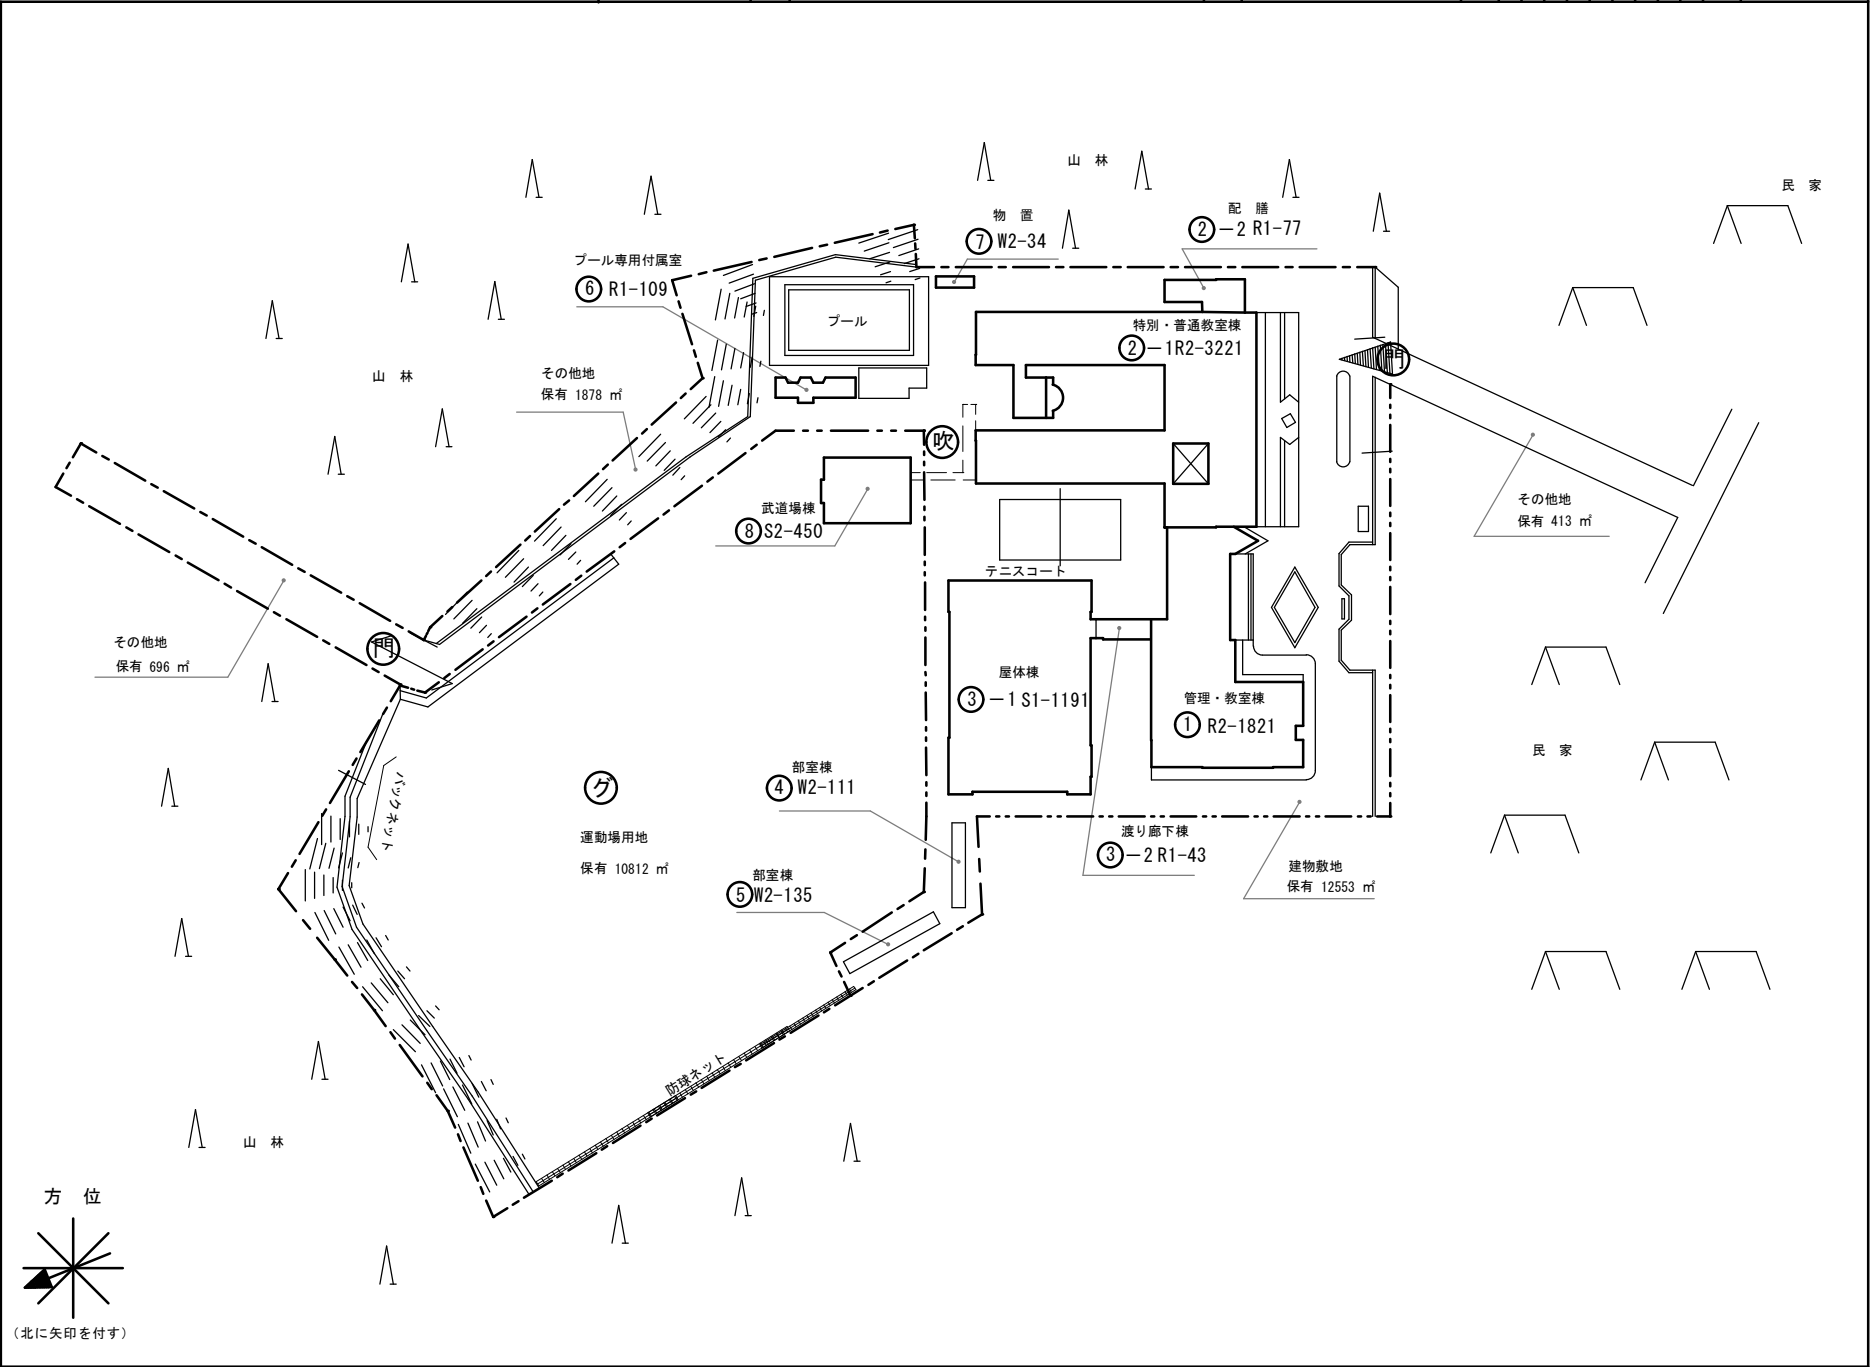 山 林
民 家
物 置
⑦ W2-34
配 膳
②－2 R1-77
プール専用付属室
⑥ R1-109
プール
特別・普通教室棟
②－1R2-3221
門
山 林
その他地
保有 1878 ㎡
吹
武道場棟
⑧ S2-450
テニスコート
その他地
保有 413 ㎡
門
その他地
保有 696 ㎡
屋体棟
③－1 S1-1191
管理・教室棟
① R2-1821
民 家
バックネット
グ
運動場用地
保有 10812 ㎡
部室棟
④ W2-111
部室棟
⑤W2-135
渡り廊下棟
③－2 R1-43
建物敷地
保有 12553 ㎡
防球ネット
山 林
方 位
(北に矢印を付す)